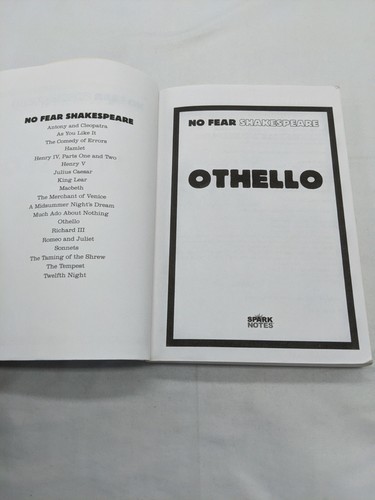 NO FEAR SHAKESPEARE
Antony and Cleopatra
As You Like It
The Comedy of Errors
Hamlet
Henry IV, Parts One and Two
Henry V
Julius Caesar
King Lear
Macbeth
The Merchant of Venice
A Midsummer Night's Dream
Much Ado About Nothing
Othello
Richard III
Romeo and Juliet
Sonnets
The Taming of the Shrew
The Tempest
Twelfth Night
NO FEAR SHAKESPEARE
OTHELLO
SPARK
NOTES